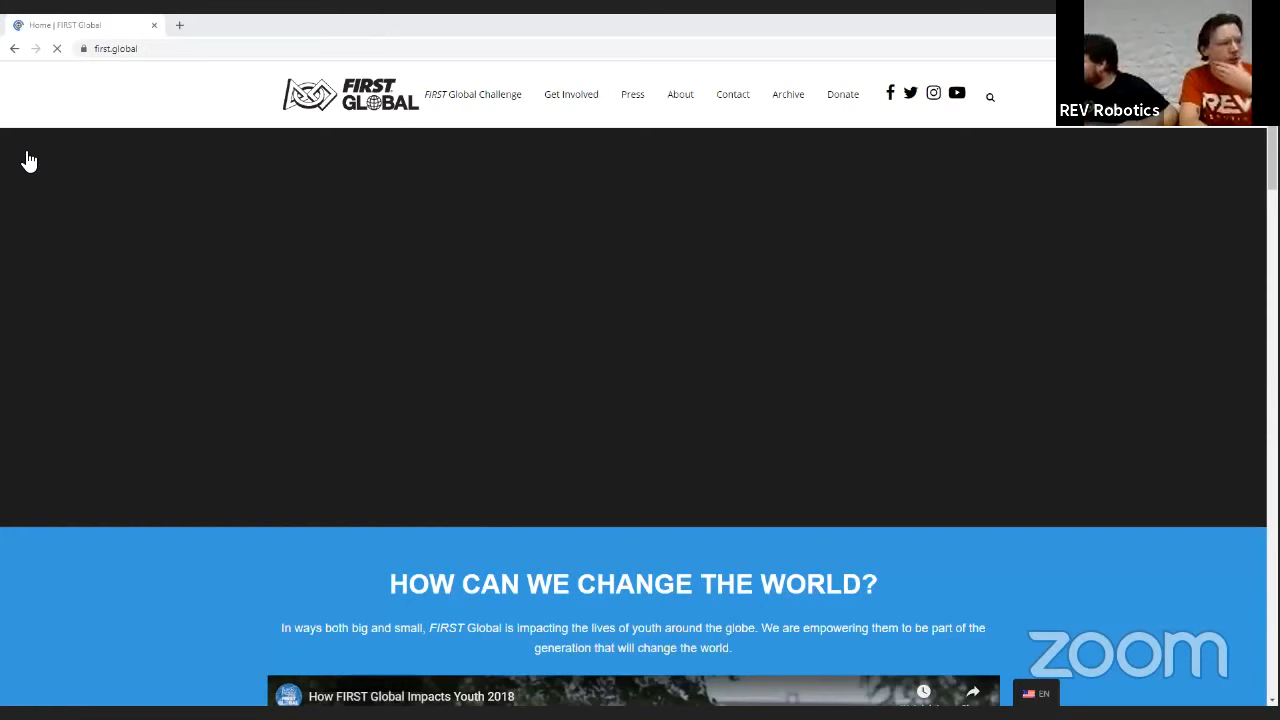 Home | FIRST Global
first.global
FIRST GLOBAL
FIRST Global Challenge Get Involved Press About Contact Archive Donate
REV
REV Robotics
HOW CAN WE CHANGE THE WORLD?
In ways both big and small, FIRST Global is impacting the lives of youth around the globe. We are empowering them to be part of the
generation that will change the world.
How FIRST Global Impacts Youth 2018
EN
zoom